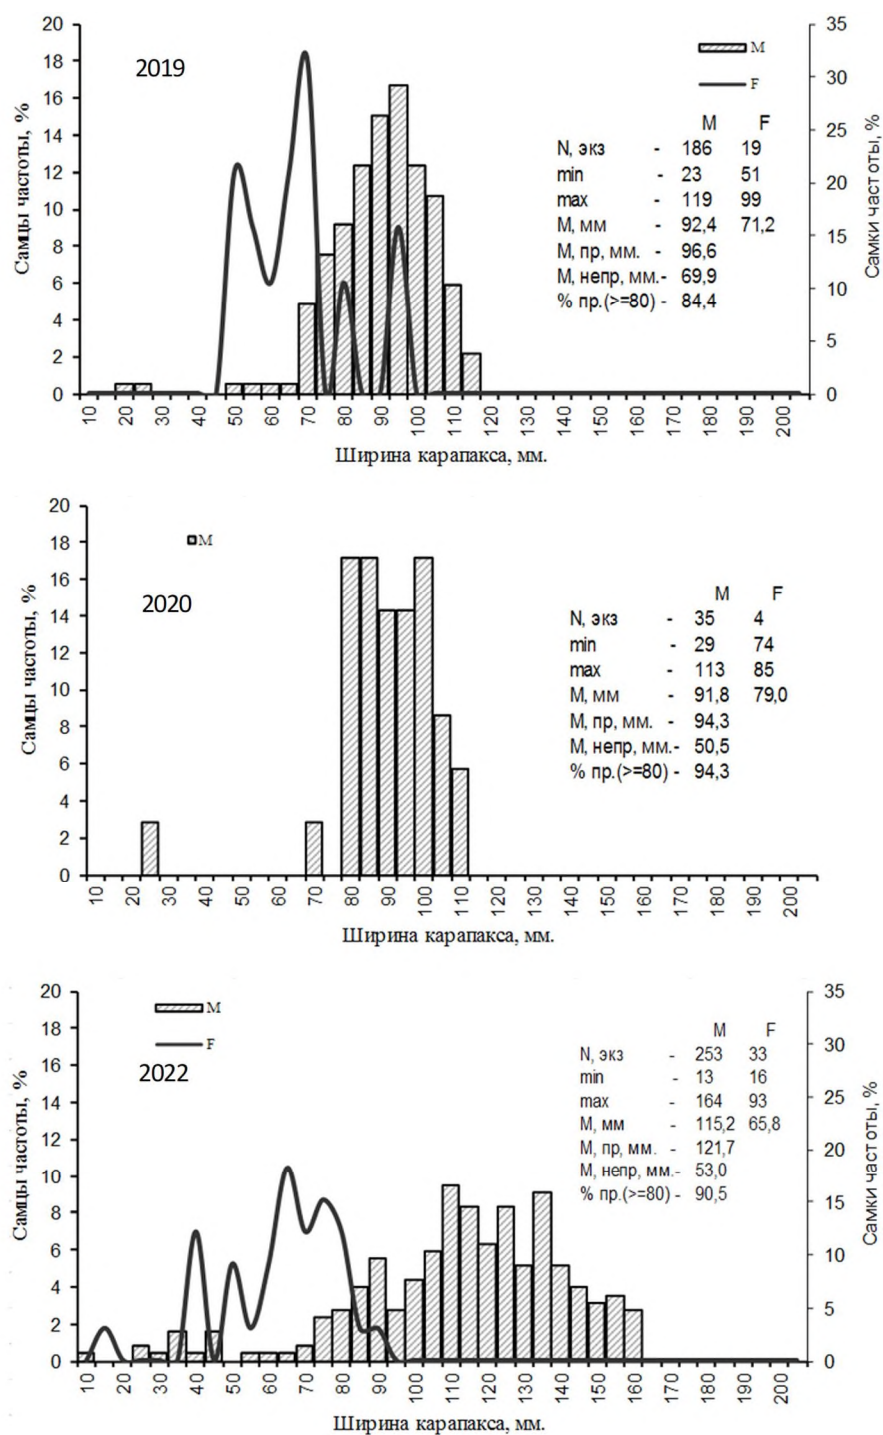 20
18
16
14
12
10
8
6
4
2
0
Самцы частоты, %
2019
M
F
M F
N, экз - 186 19
min - 23 51
max - 119 99
M, мм - 92,4 71,2
M, пр, мм. - 96,6
M, непр, мм.- 69,9
% пр.(>=80) - 84,4
35
30
25
20
15
10
5
0
Самки частоты, %
10 20 30 40 50 60 70 80 90 100 110 120 130 140 150 160 170 180 190 200
Ширина карапакса, мм.
20
18
16
14
12
10
8
6
4
2
0
Самцы частоты, %
M
2020
M F
N, экз - 35 4
min - 29 74
max - 113 85
M, мм - 91,8 79,0
M, пр, мм. - 94,3
M, непр, мм.- 50,5
% пр.(>=80) - 94,3
10 20 30 40 50 60 70 80 90 100 110 120 130 140 150 160 170 180 190 200
Ширина карапакса, мм.
20
18
16
14
12
10
8
6
4
2
0
Самцы частоты, %
M
F
2022
M F
N, экз - 253 33
min - 13 16
max - 164 93
M, мм - 115,2 65,8
M, пр, мм. - 121,7
M, непр, мм.- 53,0
% пр.(>=80) - 90,5
35
30
25
20
15
10
5
0
Самки частоты, %
10 20 30 40 50 60 70 80 90 100 110 120 130 140 150 160 170 180 190 200
Ширина карапакса, мм.